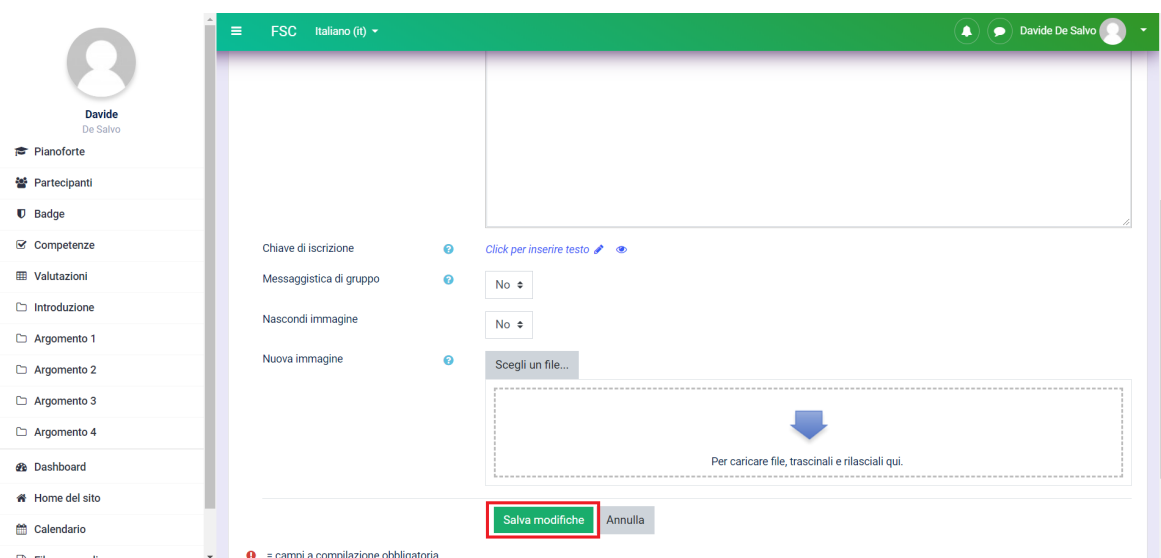 FSC Italiano (it)
Davide De Salvo
Davide
De Salvo
Pianoforte
Partecipanti
Badge
Competenze
Valutazioni
Introduzione
Argomento 1
Argomento 2
Argomento 3
Argomento 4
Dashboard
Home del sito
Calendario
Chiave di iscrizione
Click per inserire testo
Messaggistica di gruppo
No
Nascondi immagine
No
Nuova immagine
Scegli un file...
Per caricare file, trascinali e rilasciali qui.
Salva modifiche Annulla
= campi a compilazione obbligatoria